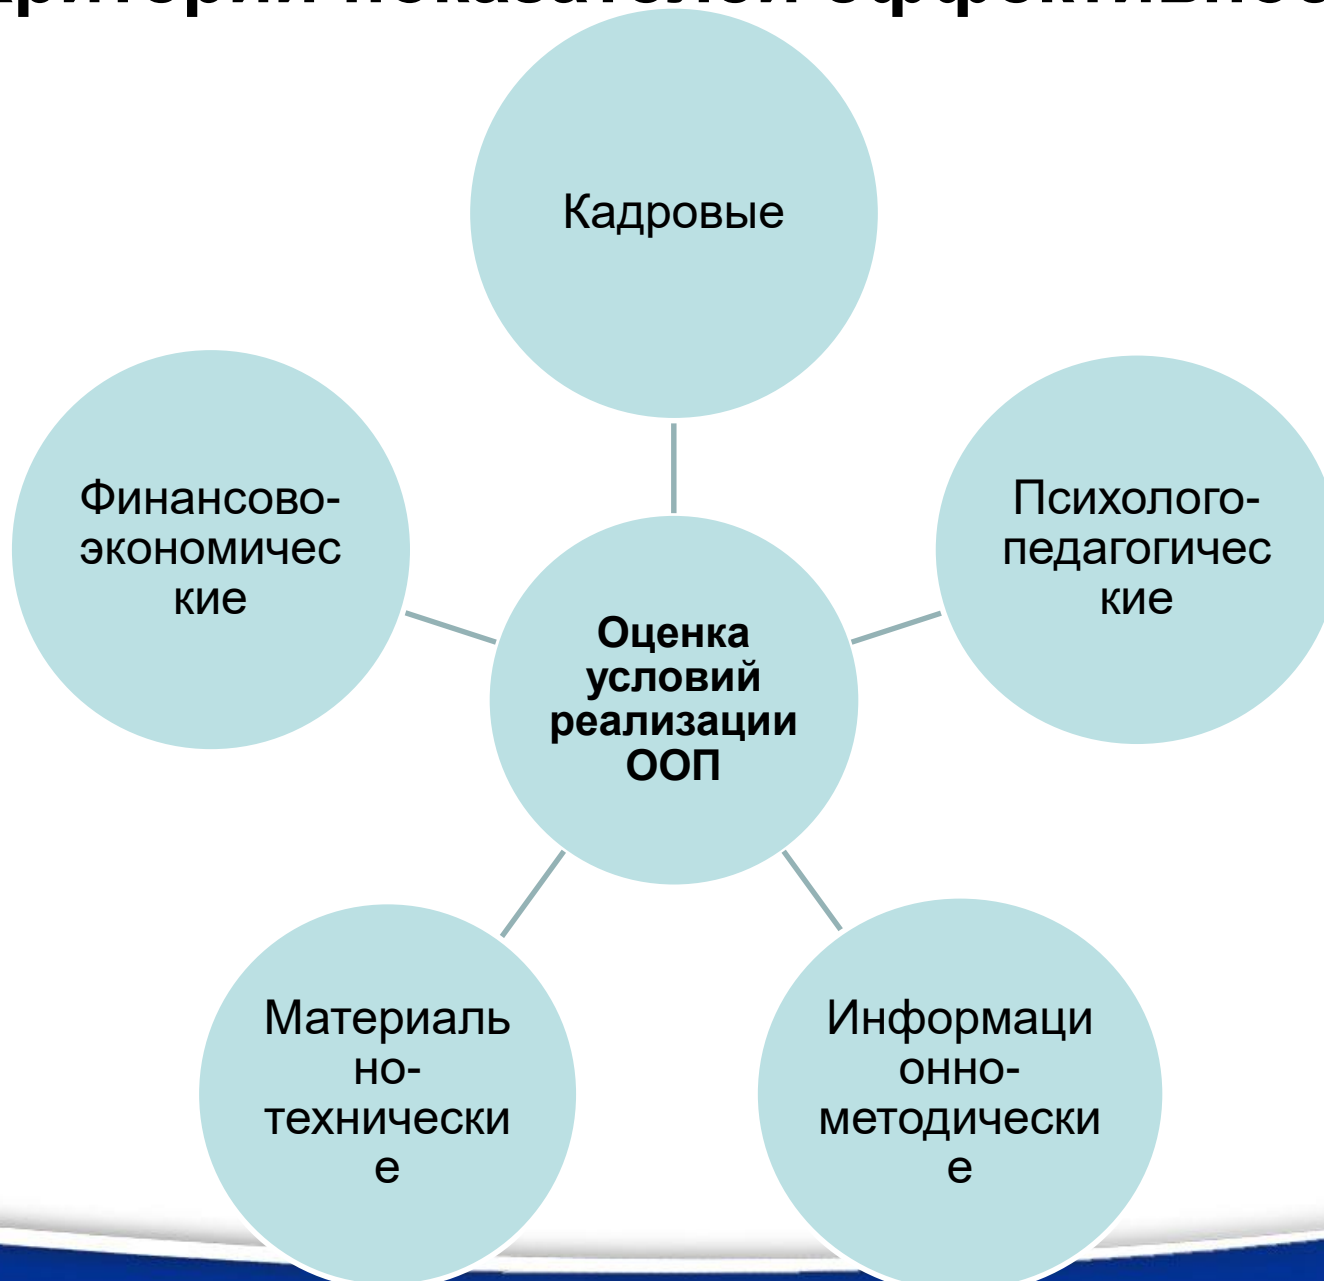 Кадровые
Финансово-
экономичес
кие
Психолого-
педагогичес
кие
Оценка
условий
реализации
ООП
Материаль
но-
технически
е
Информаци
онно-
методически
е